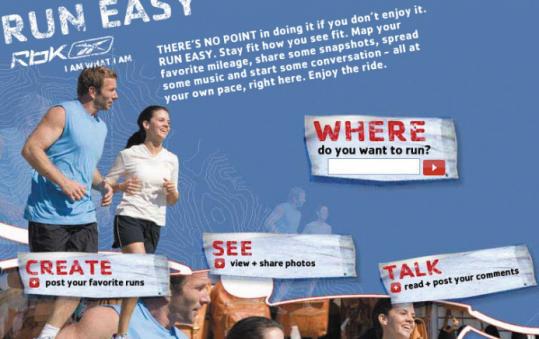 RUN EASY
Rbk
I AM WHAT I AM
THERE'S NO POINT in doing it if you don't enjoy it.
RUN EASY. Stay fit how you see fit. Map your
favorite mileage, share some snapshots, spread
some music and start some conversation – all at
your own pace, right here. Enjoy the ride.
WHERE
do you want to run?
SEE
view + share photos
CREATE
post your favorite runs
TALK
read + post your comments